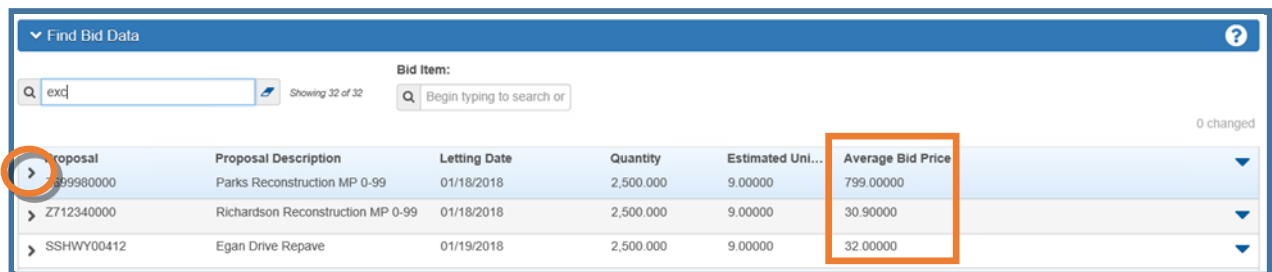 Find Bid Data
Bid Item:
exc
Showing 32 of 32
Begin typing to search or
0 changed
Proposal Proposal Description Letting Date Quantity Estimated Uni... Average Bid Price
Parks Reconstruction MP 0-99 01/18/2018 2,500.000 9.00000 799.00000
Z712340000 Richardson Reconstruction MP 0-99 01/18/2018 2,500.000 9.00000 30.90000
SSHWY00412 Egan Drive Repave 01/19/2018 2,500.000 9.00000 32.00000